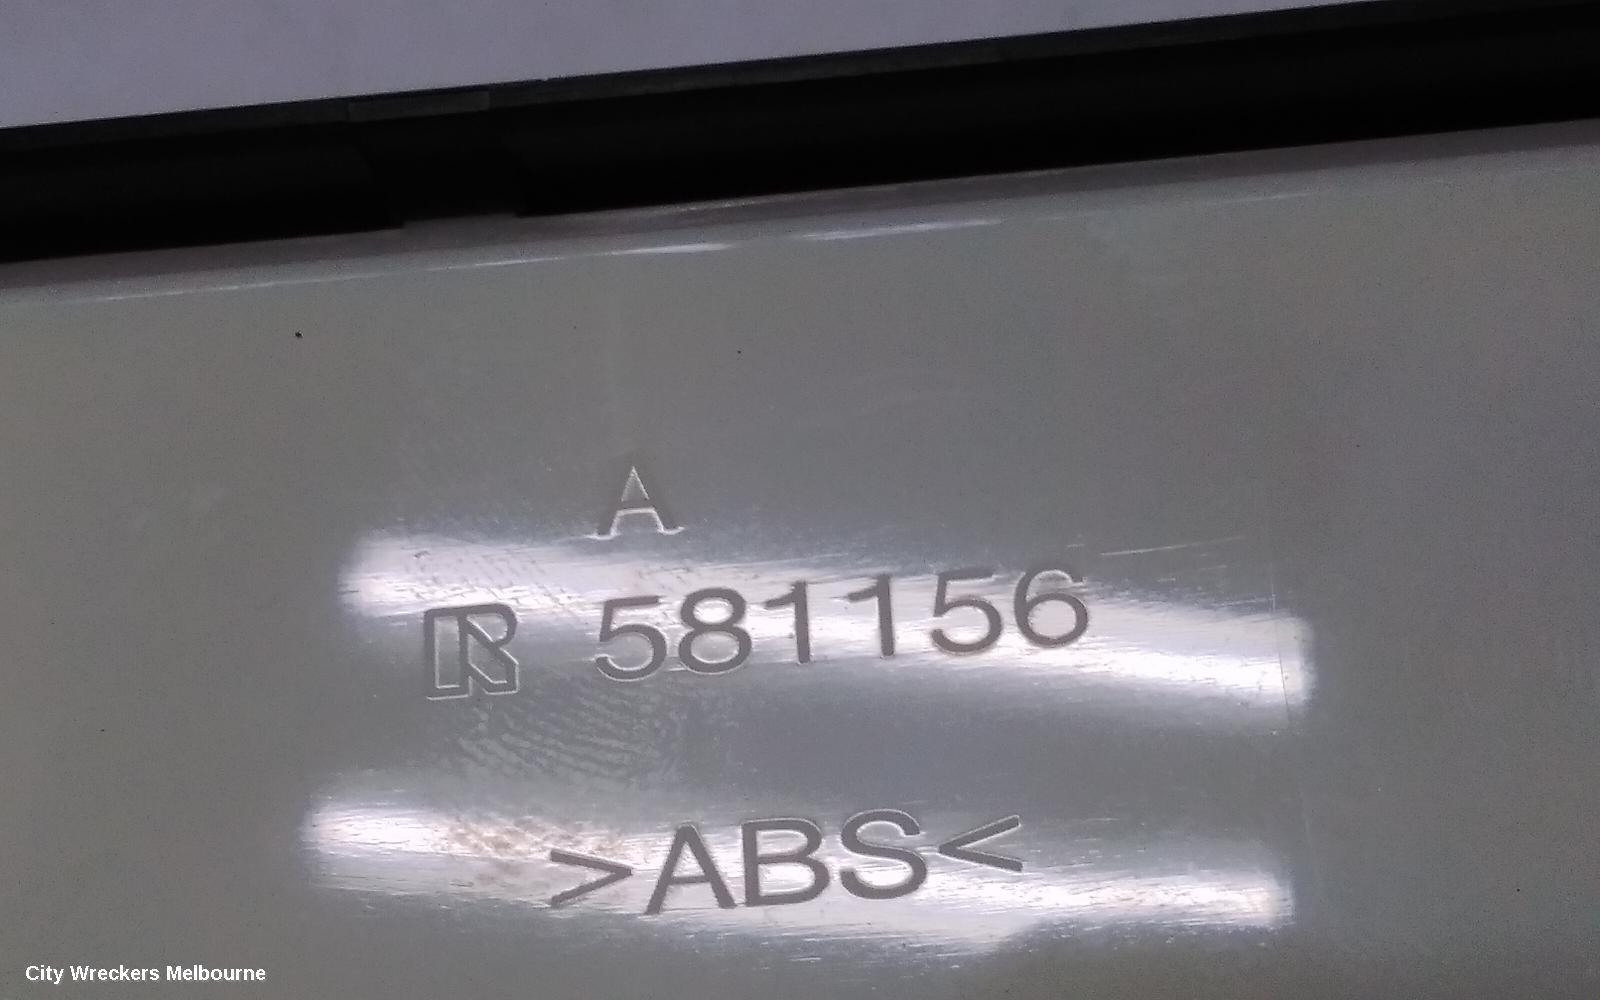 A
R 581156
>ABS<
City Wreckers Melbourne